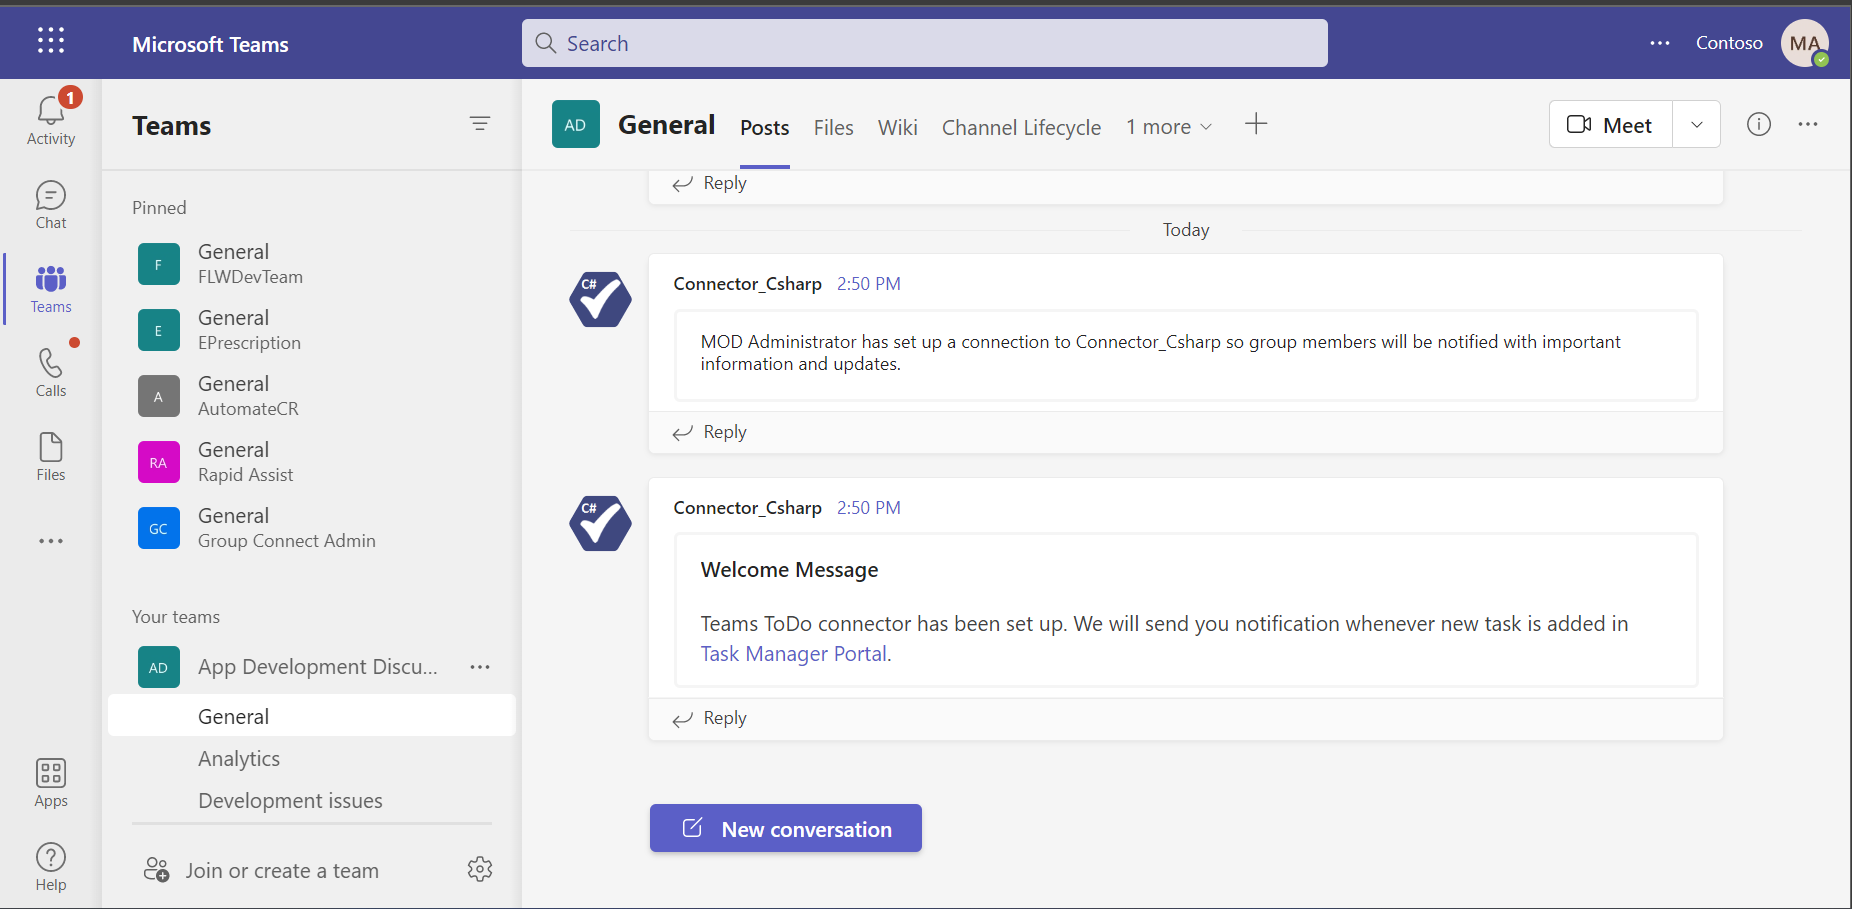 Microsoft Teams
Search
Contoso
MA
1
Activity
Chat
Teams
Calls
Files
Apps
Help
Teams
Pinned
F
General
FLWDevTeam
E
General
EPrescription
A
General
AutomateCR
RA
General
Rapid Assist
GC
General
Group Connect Admin
Your teams
AD
App Development Discu...
General
Analytics
Development issues
Join or create a team
AD
General
Posts
Files
Wiki
Channel Lifecycle
1 more
Meet
Reply
Today
C#
Connector_Csharp 2:50 PM
MOD Administrator has set up a connection to Connector_Csharp so group members will be notified with important
information and updates.
Reply
C#
Connector_Csharp 2:50 PM
Welcome Message
Teams ToDo connector has been set up. We will send you notification whenever new task is added in
Task Manager Portal.
Reply
New conversation